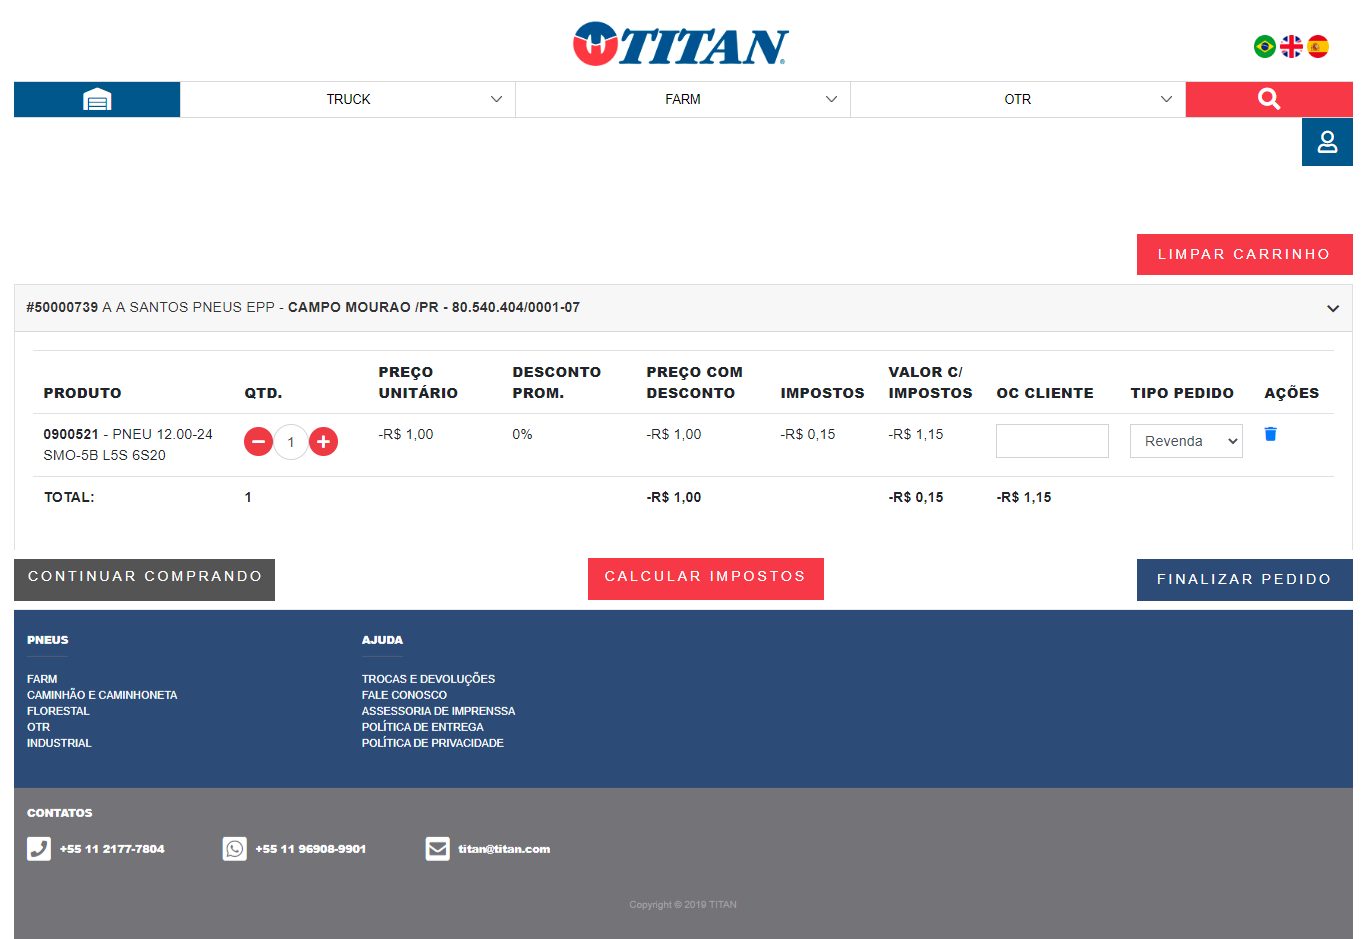 TITAN
TRUCK FARM OTR
LIMPAR CARRINHO
#50000739 A A SANTOS PNEUS EPP - CAMPO MOURAO /PR - 80.540.404/0001-07
PRODUTO QTD. PREÇO UNITÁRIO DESCONTO PROM. PREÇO COM DESCONTO IMPOSTOS VALOR C/ IMPOSTOS OC CLIENTE TIPO PEDIDO AÇÕES
0900521 - PNEU 12.00-24 1 -R$ 1,00 0% -R$ 1,00 -R$ 0,15 -R$ 1,15 Revenda
SMO-5B L5S 6S20
TOTAL: 1 -R$ 1,00 -R$ 0,15 -R$ 1,15
CONTINUAR COMPRANDO CALCULAR IMPOSTOS FINALIZAR PEDIDO
PNEUS
FARM
CAMINHÃO E CAMINHONETA
FLORESTAL
OTR
INDUSTRIAL
AJUDA
TROCAS E DEVOLUÇÕES
FALE CONOSCO
ASSESSORIA DE IMPRENSSA
POLÍTICA DE ENTREGA
POLÍTICA DE PRIVACIDADE
CONTATOS
+55 11 2177-7804 +55 11 96908-9901 titan@titan.com
Copyright © 2019 TITAN